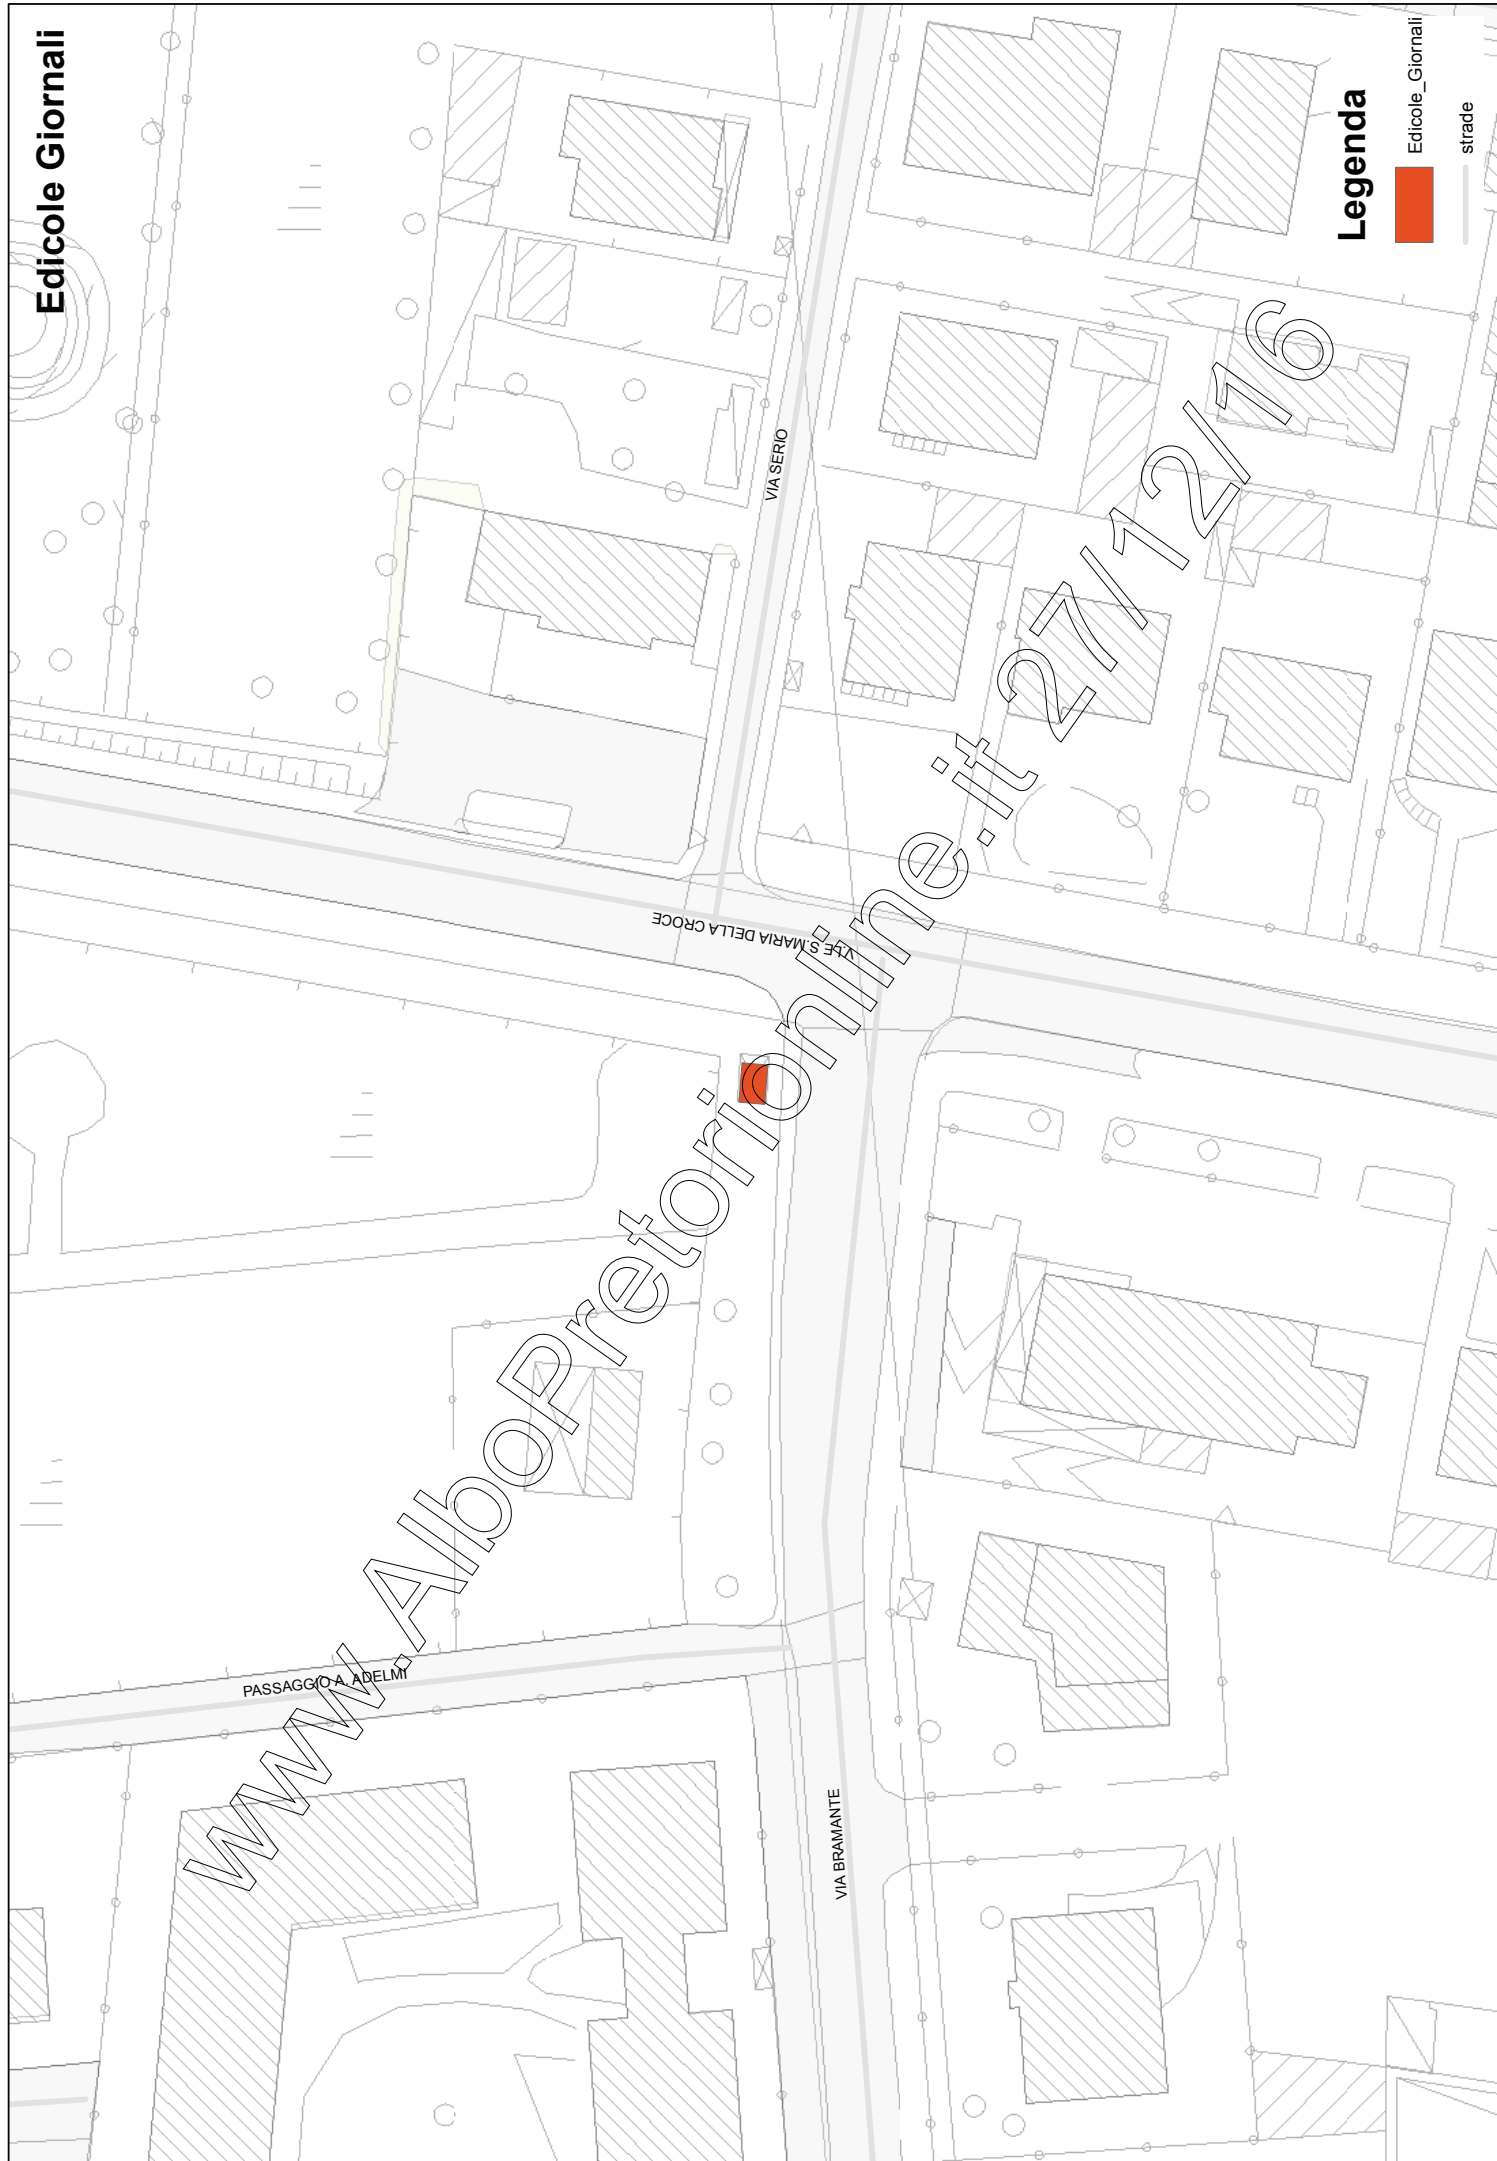 Edicole Giornali
VIA SERIO
V.LE S.MARIA DELLA CROCE
PASSAGGIO A. ADELMI
VIA BRAMANTE
Legenda
Edicole_Giornali
strade
www.AlboPretorionline.it 27/12/16